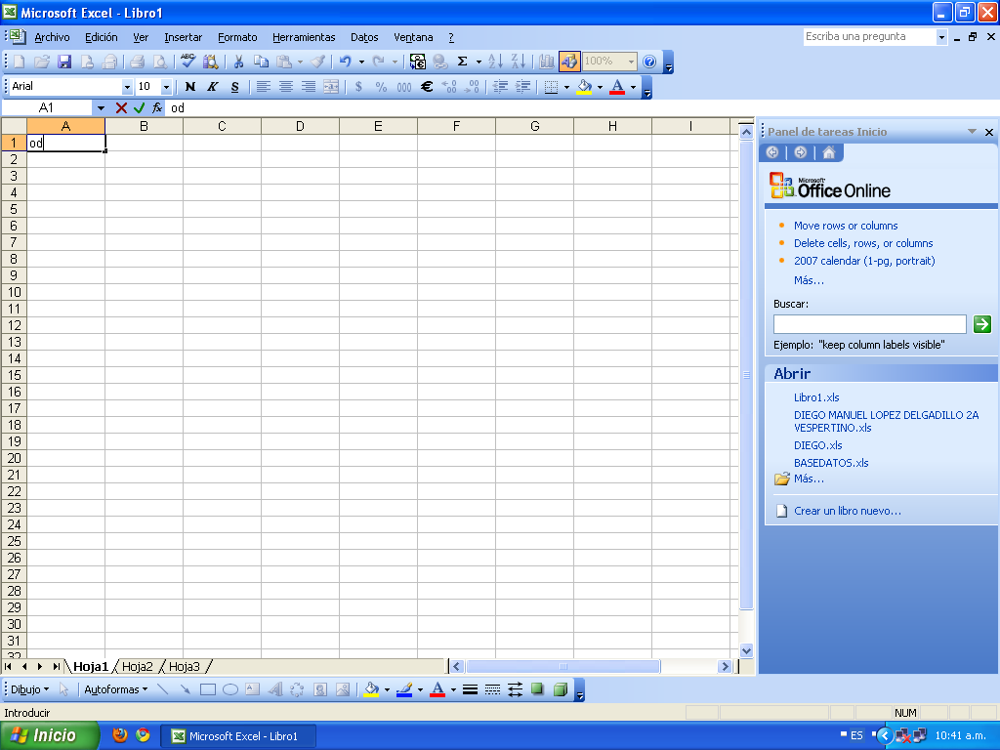 Microsoft Excel - Libro1
Archivo Edición Ver Insertar Formato Herramientas Datos Ventana ? Escriba una pregunta
100%
Arial 10 N K S $ % 000 €
A1 fx od
A B C D E F G H I
1 od
2
3
4
5
6
7
8
9
10
11
12
13
14
15
16
17
18
19
20
21
22
23
24
25
26
27
28
29
30
31
32
Panel de tareas Inicio
Microsoft
Office Online
Move rows or columns
Delete cells, rows, or columns
2007 calendar (1-pg, portrait)
Más...
Buscar:
Ejemplo: "keep column labels visible"
Abrir
Libro1.xls
DIEGO MANUEL LOPEZ DELGADILLO 2A
VESPERTINO.xls
DIEGO.xls
BASEDATOS.xls
Más...
Crear un libro nuevo...
Hoja1 Hoja2 Hoja3
Dibujo Autoformas
Introducir NUM
Inicio Microsoft Excel - Libro1 ES 10:41 a.m.